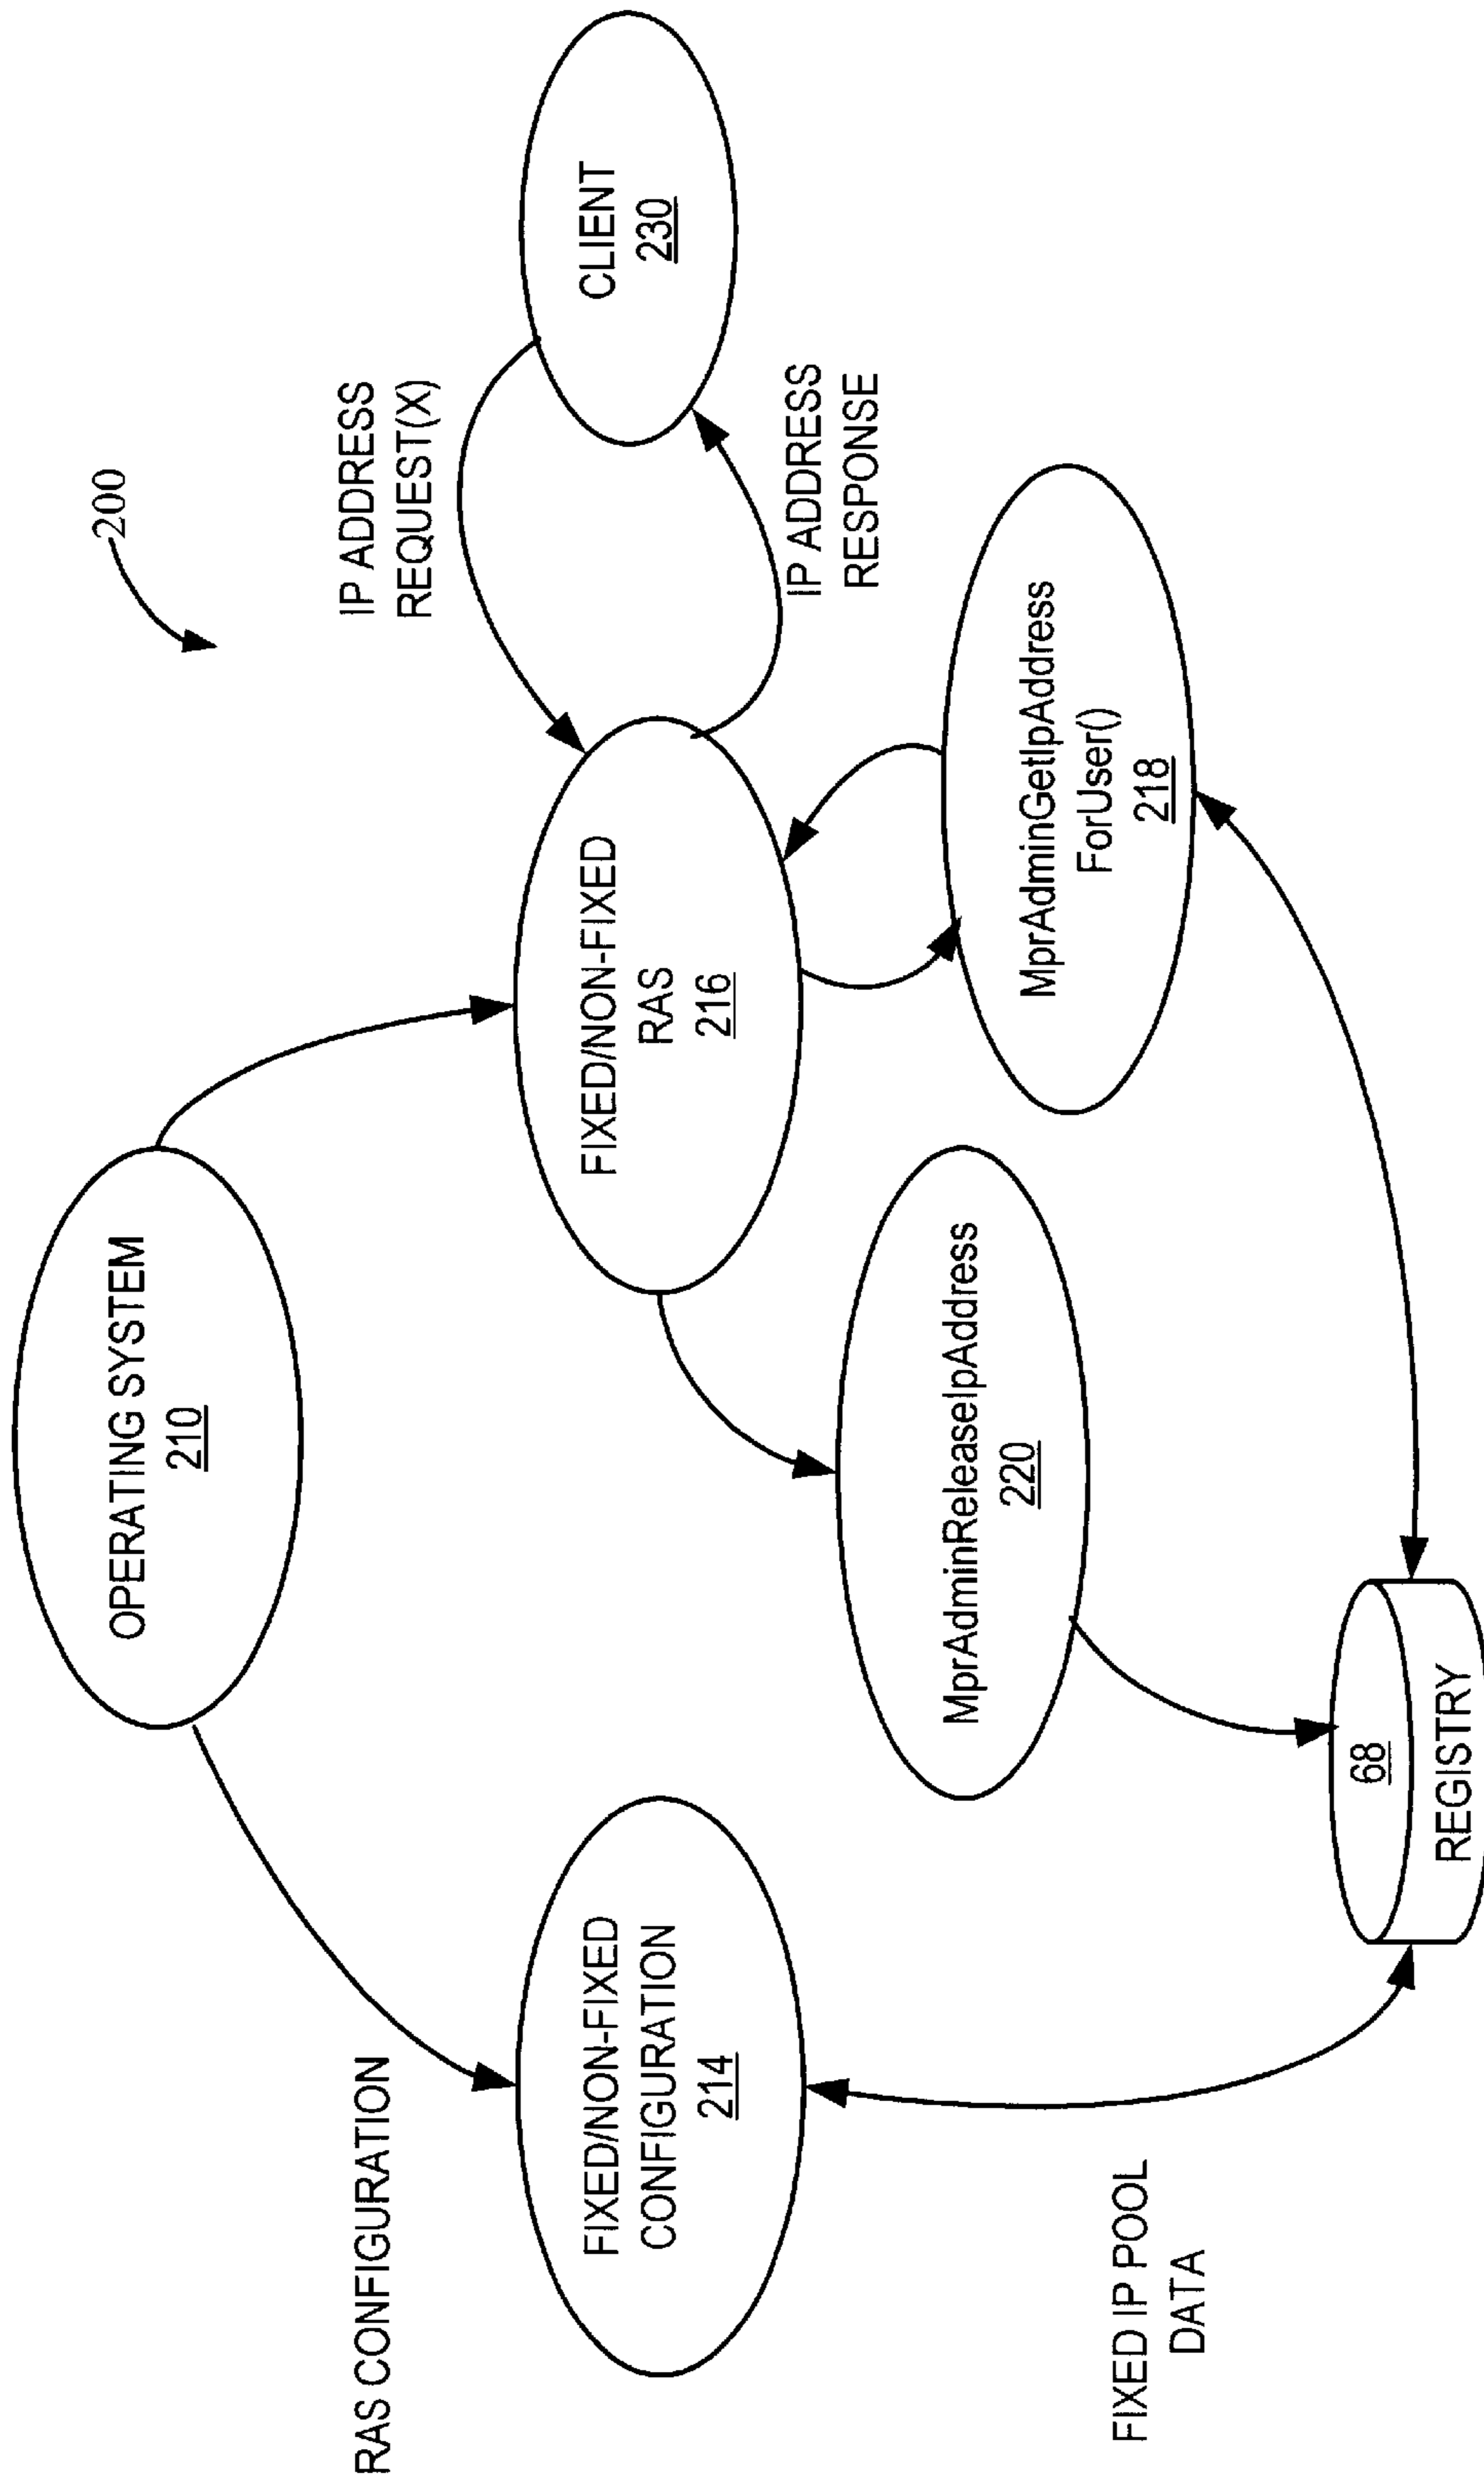 200
OPERATING SYSTEM
210
RAS CONFIGURATION
IP ADDRESS
REQUEST(X)
FIXED/NON-FIXED
CONFIGURATION
214
FIXED/NON-FIXED
RAS
216
CLIENT
230
IP ADDRESS
RESPONSE
MprAdminReleaseIpAddress
220
MprAdminGetIpAddress
ForUser()
218
FIXED IP POOL
DATA
68
REGISTRY